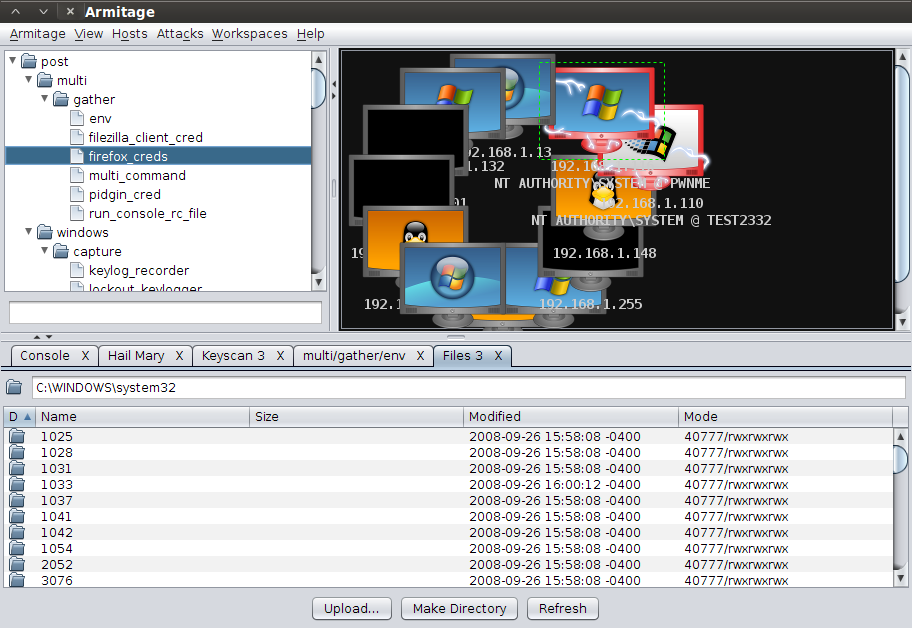 Armitage
Armitage View Hosts Attacks Workspaces Help
post
multi
gather
env
filezilla_client_cred
firefox_creds
multi_command
pidgin_cred
run_console_rc_file
windows
capture
keylog_recorder
lockout_keylogger
192.168.1.13
1.132
192.168.
NT AUTHORITY\SYSTEM @ PWNME
01
192.168.1.110
NT AUTHORITY\SYSTEM @ TEST2332
192.168.1.148
192.1
192.168.1.255
Console X Hail Mary X Keyscan 3 X multi/gather/env X Files 3 X
C:\WINDOWS\system32
D Name Size Modified Mode
1025 2008-09-26 15:58:08 -0400 40777/rwxrwxrwx
1028 2008-09-26 15:58:08 -0400 40777/rwxrwxrwx
1031 2008-09-26 15:58:08 -0400 40777/rwxrwxrwx
1033 2008-09-26 16:00:12 -0400 40777/rwxrwxrwx
1037 2008-09-26 15:58:08 -0400 40777/rwxrwxrwx
1041 2008-09-26 15:58:08 -0400 40777/rwxrwxrwx
1042 2008-09-26 15:58:08 -0400 40777/rwxrwxrwx
1054 2008-09-26 15:58:08 -0400 40777/rwxrwxrwx
2052 2008-09-26 15:58:08 -0400 40777/rwxrwxrwx
3076 2008-09-26 15:58:08 -0400 40777/rwxrwxrwx
Upload... Make Directory Refresh